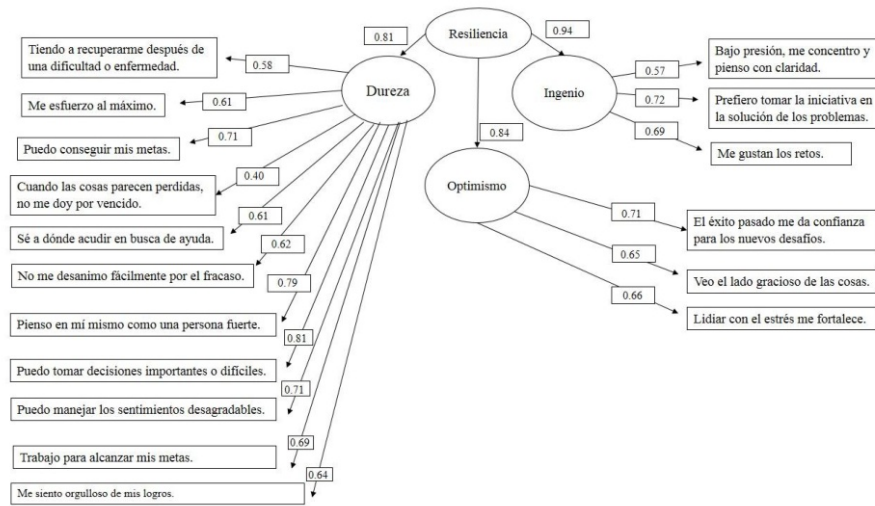 0.81
Resiliencia
0.94
Tiendo a recuperarme después de
una dificultad o enfermedad.
0.58
Dureza
Ingenio
0.57
Bajo presión, me concentro y
pienso con claridad.
Me esfuerzo al máximo.
0.61
0.72
Prefiero tomar la iniciativa en
la solución de los problemas.
Puedo conseguir mis metas.
0.71
0.84
0.69
Me gustan los retos.
Cuando las cosas parecen perdidas,
no me doy por vencido.
0.40
Optimismo
Sé a dónde acudir en busca de ayuda.
0.61
0.71
El éxito pasado me da confianza
para los nuevos desafíos.
No me desanimo fácilmente por el fracaso.
0.62
0.65
Veo el lado gracioso de las cosas.
0.79
0.66
Lidiar con el estrés me fortalece.
Pienso en mí mismo como una persona fuerte.
0.81
Puedo tomar decisiones importantes o difíciles.
0.71
Puedo manejar los sentimientos desagradables.
0.69
Trabajo para alcanzar mis metas.
0.64
Me siento orgulloso de mis logros.